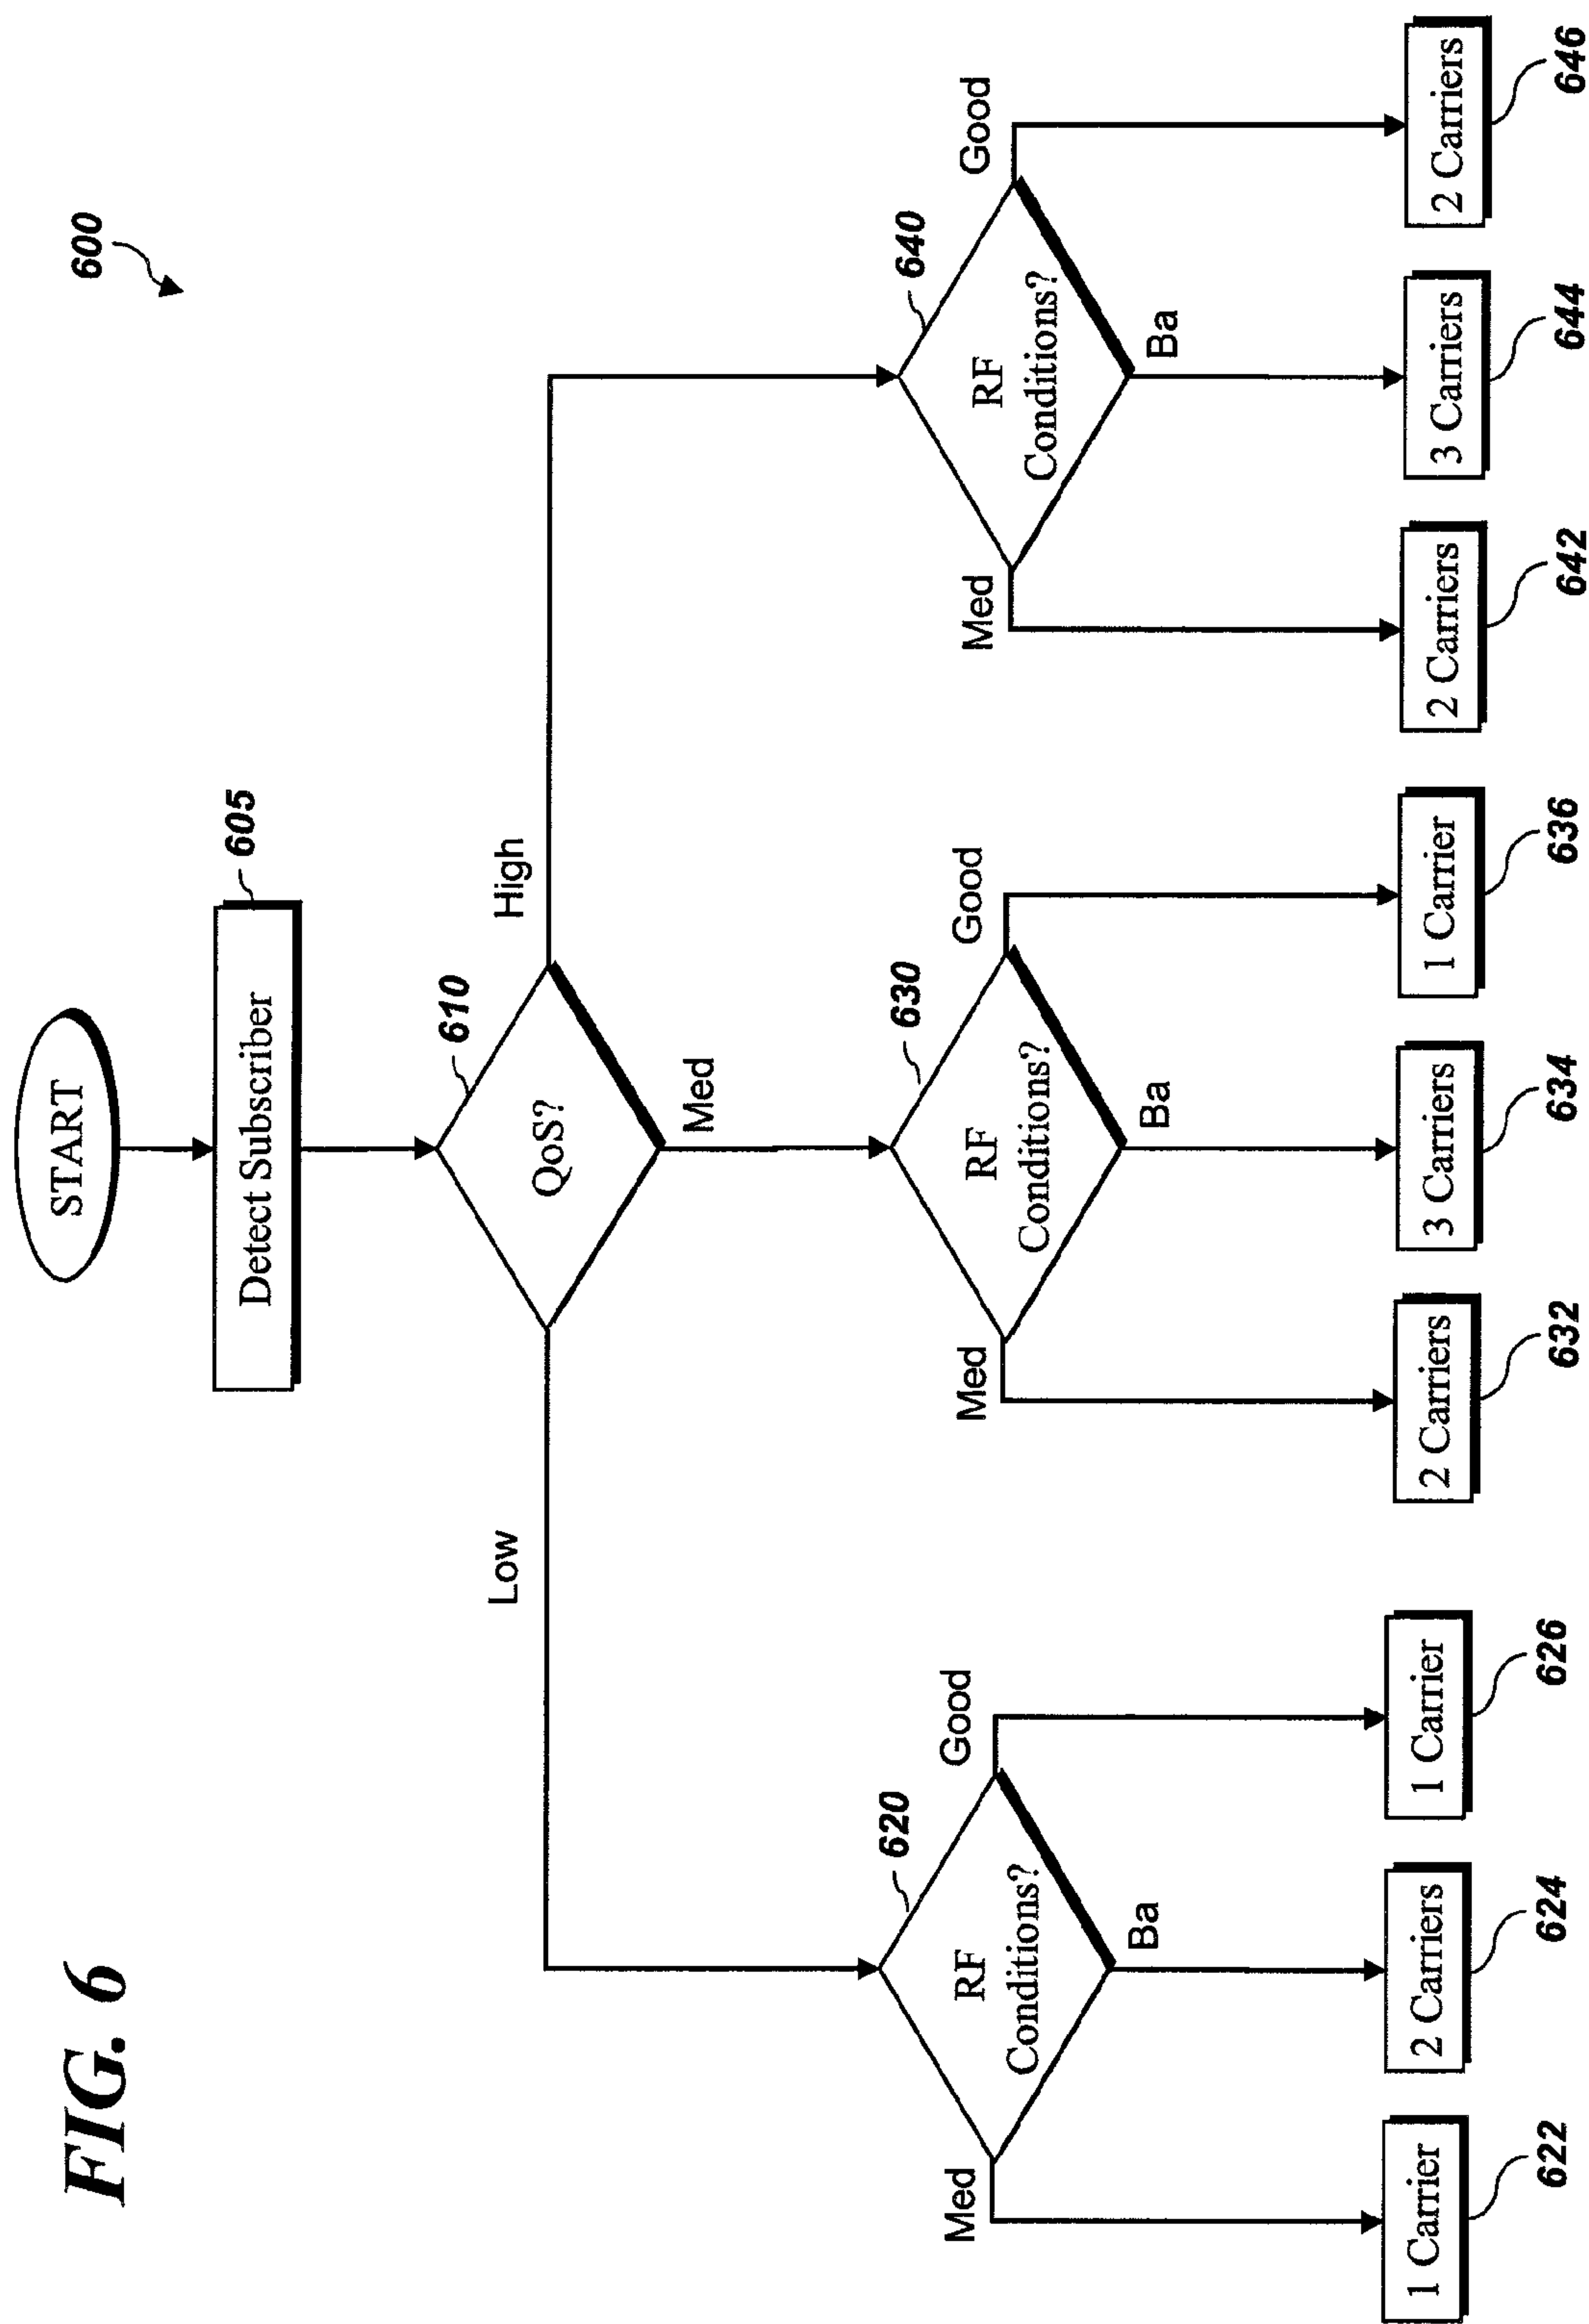 FIG. 6
600
START
605
Detect Subscriber
610
QoS?
Low
Med
High
620
RF
Conditions?
Med
Ba
Good
630
RF
Conditions?
Med
Ba
Good
640
RF
Conditions?
Med
Ba
Good
1 Carrier
2 Carriers
1 Carrier
2 Carriers
3 Carriers
1 Carrier
2 Carriers
3 Carriers
2 Carriers
622
624
626
632
634
636
642
644
646